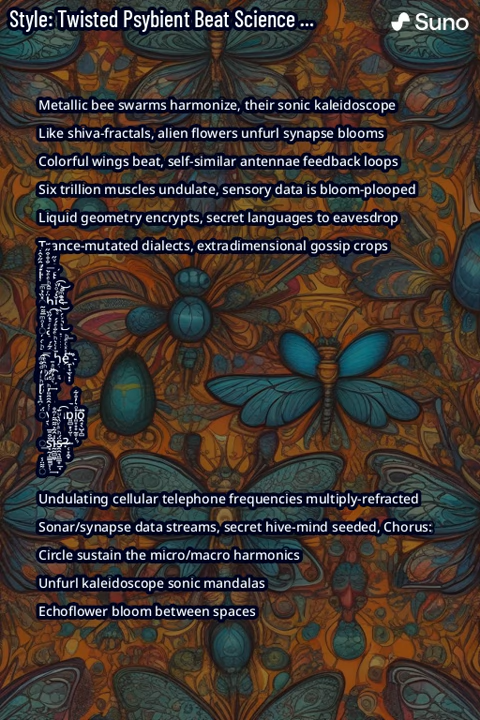 Style: Twisted Psybient Beat Science ...
Suno
Metallic bee swarms harmonize, their sonic kaleidoscope
Like shiva-fractals, alien flowers unfurl synapse blooms
Colorful wings beat, self-similar antennae feedback loops
Six trillion muscles undulate, sensory data is bloom-plooped
Liquid geometry encrypts, secret languages to eavesdrop
Trance-mutated dialects, extradimensional gossip crops
Undulating cellular telephone frequencies multiply-refracted
Sonar/synapse data streams, secret hive-mind seeded, Chorus:
Circle sustain the micro/macro harmonics
Unfurl kaleidoscope sonic mandalas
Echoflower bloom between spaces